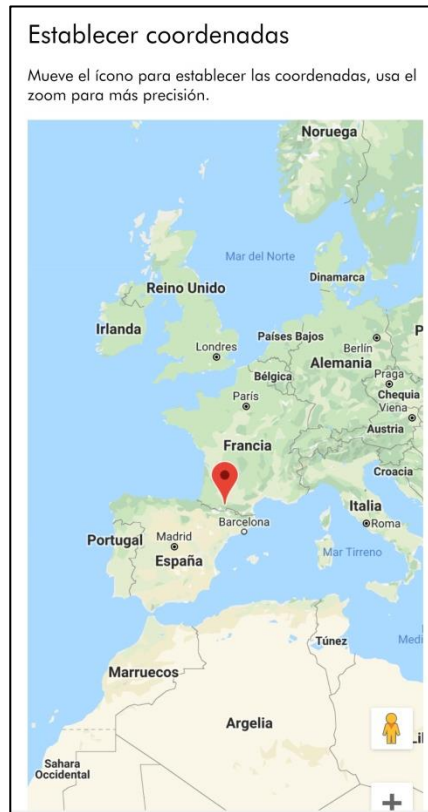 Establecer coordenadas
Mueve el ícono para establecer las coordenadas, usa el
zoom para más precisión.
Noruega
Mar del Norte
Dinamarca
Reino Unido
Irlanda
Londres
Países Bajos
Berlín
Alemania
P
Bélgica
Praga
Chequia
París
Viena
Austria
Francia
Croacia
Italia
Roma
Barcelona
Portugal
Madrid
España
Mar Tirreno
Túnez
Medi
Marruecos
Argelia
Li
Sahara
Occidental
+